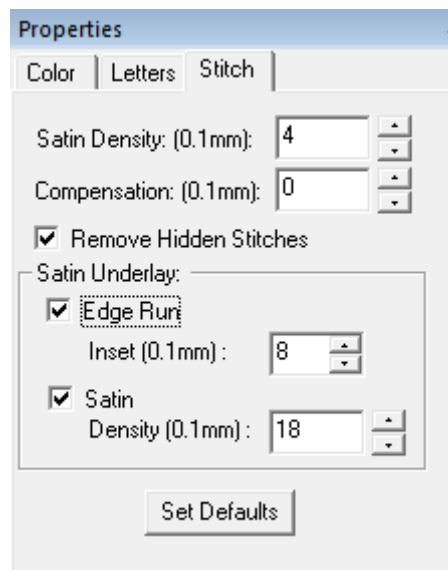 Properties
Color Letters Stitch
Satin Density: (0.1mm): 4
Compensation: (0.1mm): 0
Remove Hidden Stitches
Satin Underlay:
Edge Run
Inset (0.1mm) : 8
Satin
Density (0.1mm) : 18
Set Defaults